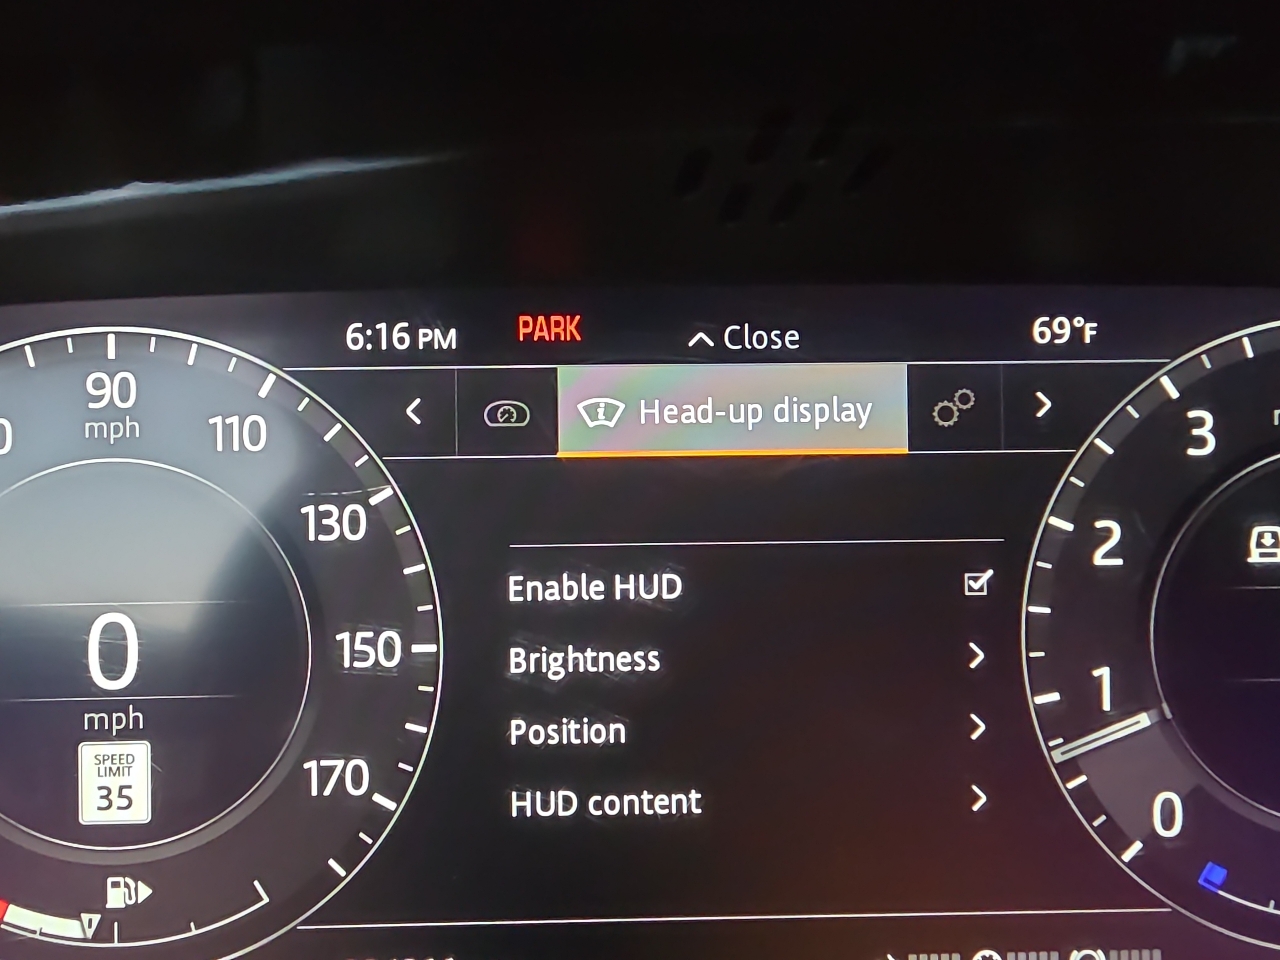 6:16 PM PARK Close 69°F
Head-up display
90
mph
110
130
150
170
0
mph
SPEED
LIMIT
35
Enable HUD
Brightness
Position
HUD content
3
2
1
0